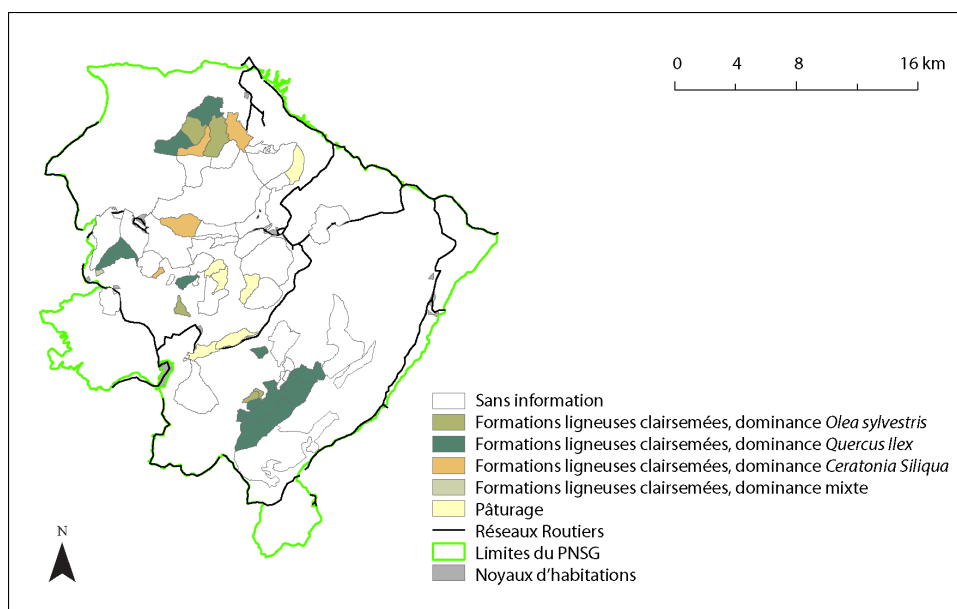 0 4 8 16 km
Sans information
Formations ligneuses clairsemées, dominance Olea sylvestris
Formations ligneuses clairsemées, dominance Quercus Ilex
Formations ligneuses clairsemées, dominance Ceratonia Siliqua
Formations ligneuses clairsemées, dominance mixte
Pâturage
Réseaux Routiers
Limites du PNSG
Noyaux d'habitations
N